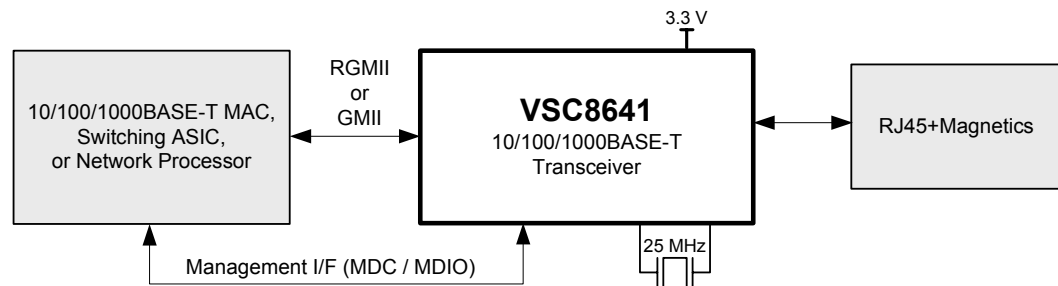 3.3 V
10/100/1000BASE-T MAC,
Switching ASIC,
or Network Processor
RGMII
or
GMII
VSC8641
10/100/1000BASE-T
Transceiver
RJ45+Magnetics
25 MHz
Management I/F (MDC / MDIO)